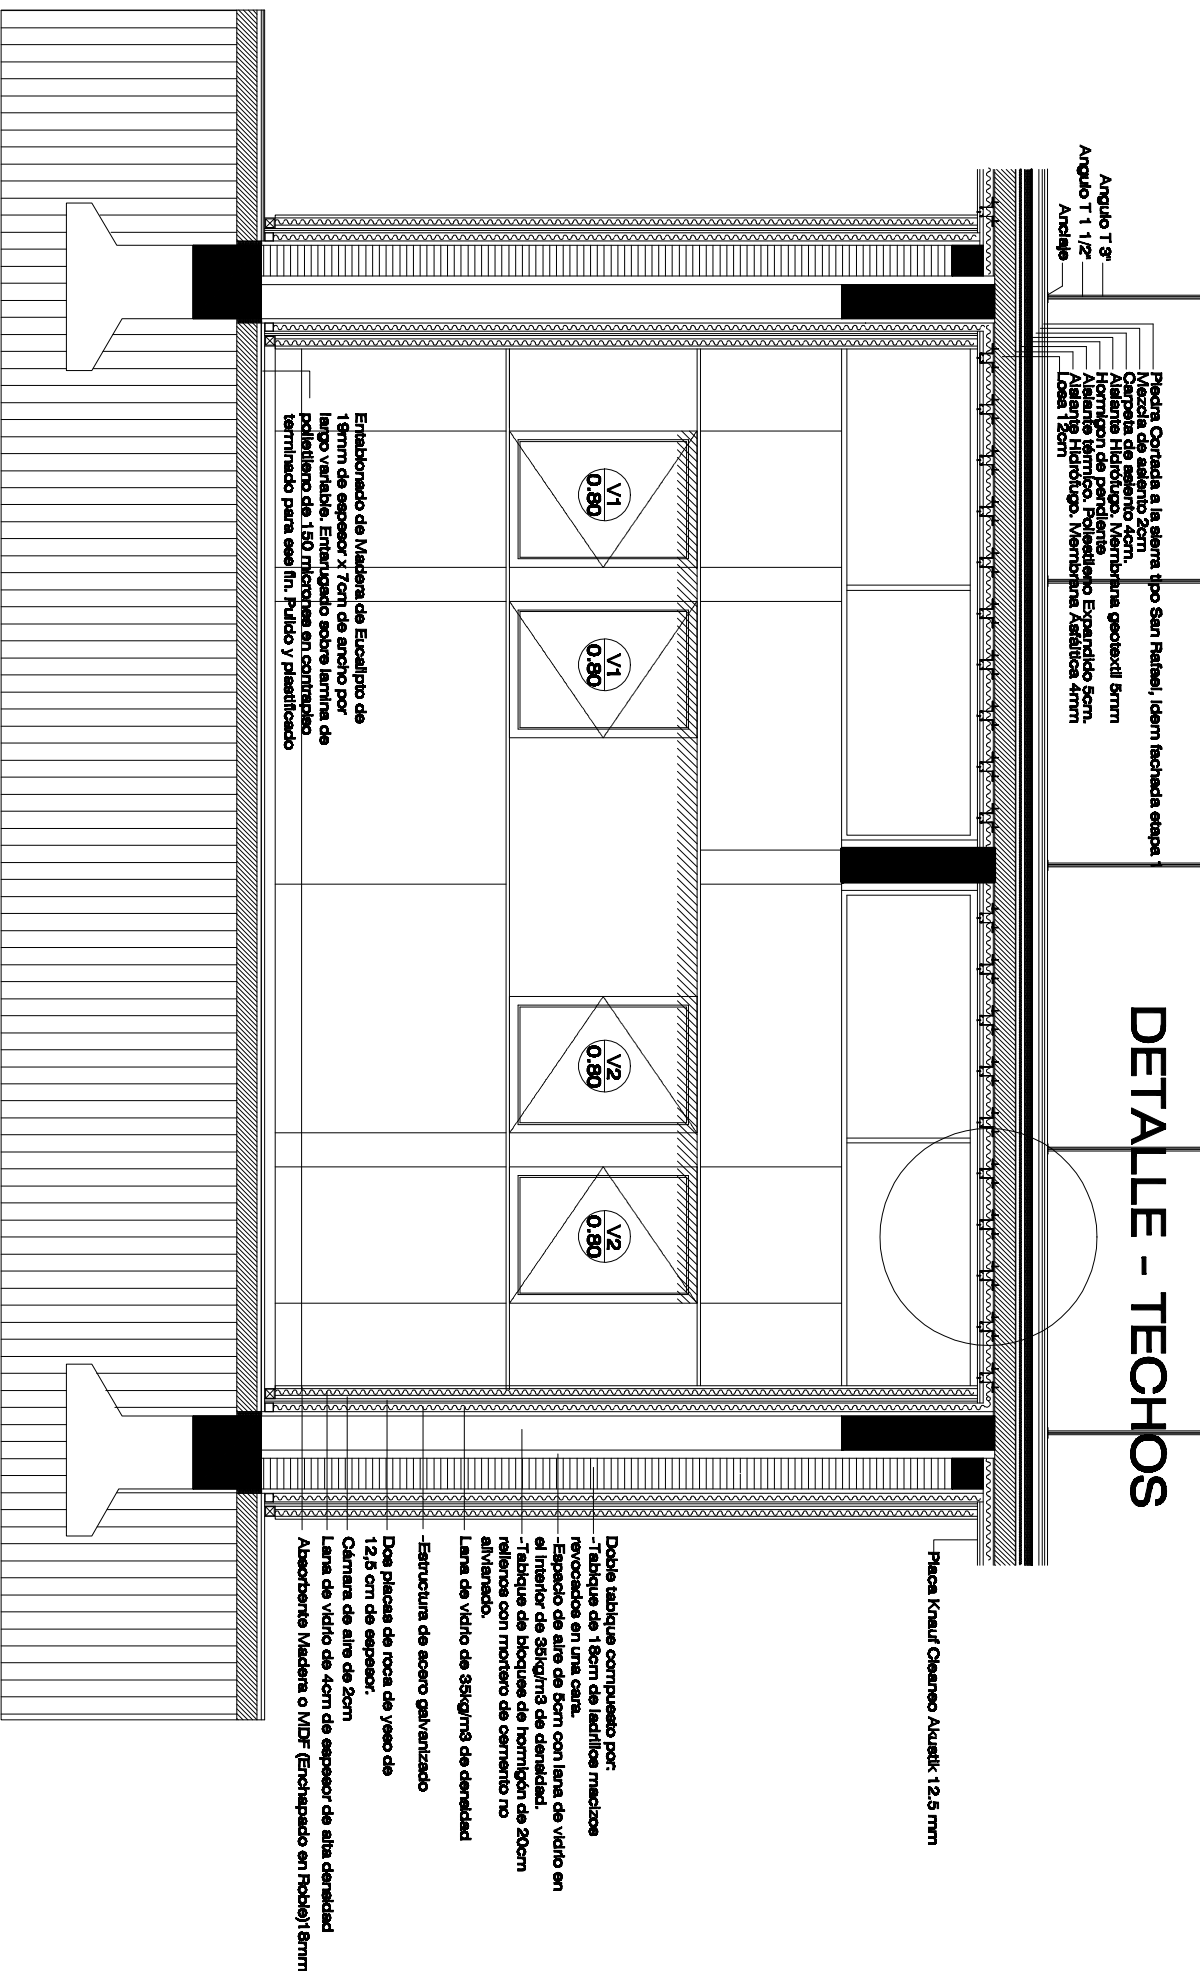 DETALLE - TECHOS
Angulo T 3"
Angulo T 1 1/2"
Anclaje
Piedra Cortada a la sierra tipo San Rafael, idem fachada etapa 1
Mezcla de asiento 2cm
Carpeta de asiento 4cm.
Aislante Hidrófugo. Membrana geotextil 5mm
Hormigon de pendiente
Aislante térmico. Poliestileno Expandido 5cm.
Aislante Hidrófugo. Membrana Asfáltica 4mm
Losa 12cm
Placa Knauf Cleaneo Akustik 12.5 mm
V1
0.80
V1
0.80
V2
0.80
V2
0.80
Entablonado de Madera de Eucalipto de
19mm de espesor x 7cm de ancho por
largo variable. Entarugado sobre lamina de
polietileno de 150 micrones en contrapiso
terminado para ese fin. Pulido y plastificado
Doble tabique compuesto por:
-Tabique de 18cm de ladrillos macizos
revocados en una cara.
-Espacio de aire de 5cm con lana de vidrio en
el interior de 35kg/m3 de densidad.
-Tabique de bloques de hormigón de 20cm
rellenos con mortero de cemento no
alivianado.
Lana de vidrio de 35kg/m3 de densidad
-Estructura de acero galvanizado
Dos placas de roca de yeso de
12,5 cm de espesor.
Cámara de aire de 2cm
Lana de vidrio de 4cm de espesor de alta densidad
Absorbente Madera o MDF (Enchapado en Roble)18mm